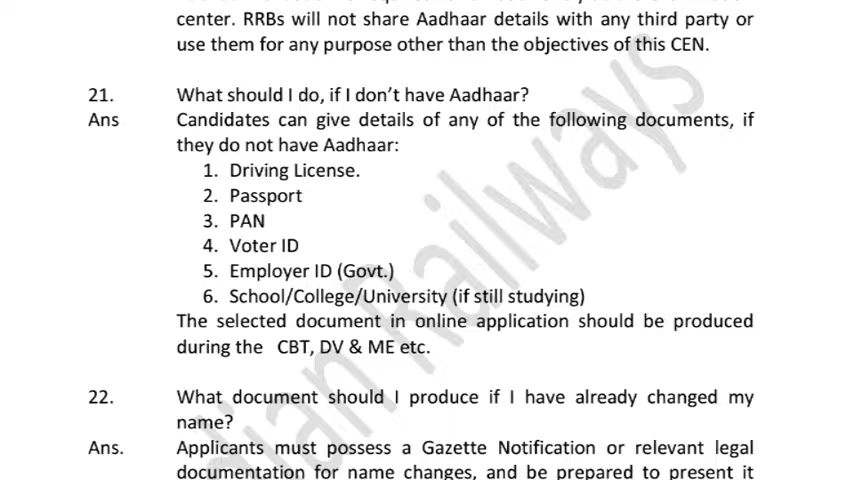 center. RRBs will not share Aadhaar details with any third party or
use them for any purpose other than the objectives of this CEN.
21. What should I do, if I don’t have Aadhaar?
Ans Candidates can give details of any of the following documents, if
they do not have Aadhaar:
1. Driving License.
2. Passport
3. PAN
4. Voter ID
5. Employer ID (Govt.)
6. School/College/University (if still studying)
The selected document in online application should be produced
during the CBT, DV & ME etc.
22. What document should I produce if I have already changed my
name?
Ans. Applicants must possess a Gazette Notification or relevant legal
documentation for name changes, and be prepared to present it
dian Railways